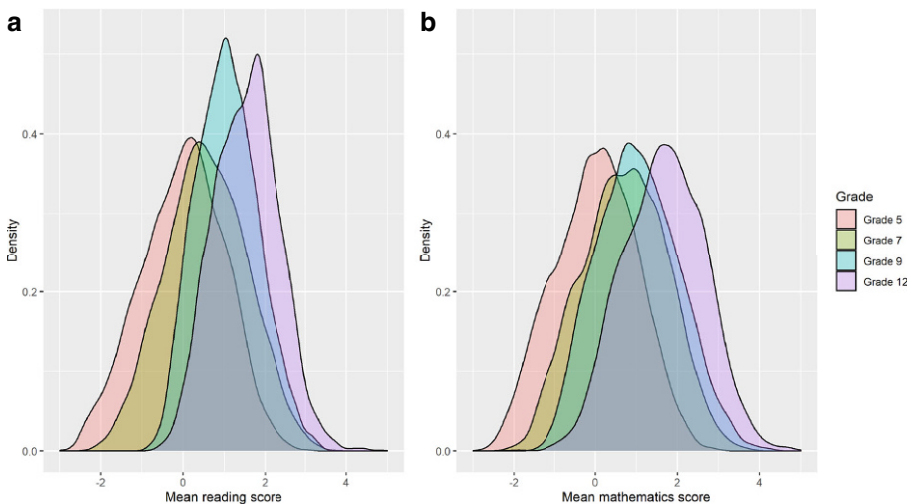 a
b
Density
0.4
0.2
0.0
-2
0
2
4
Mean reading score
Density
0.4
0.2
0.0
-2
0
2
4
Mean mathematics score
Grade
Grade 5
Grade 7
Grade 9
Grade 12